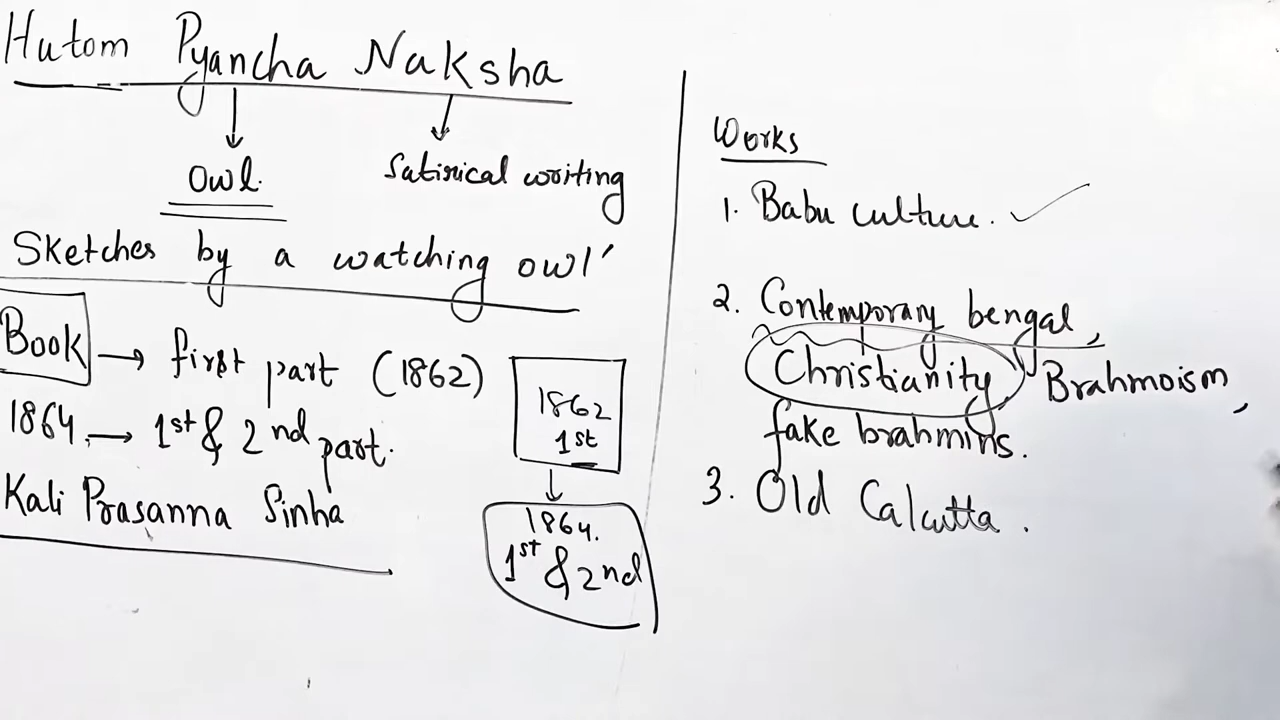 Hutom Pyancha Naksha
Owl.
Satirical writing
Sketches by a watching owl'
Book → first part (1862)
1864 → 1st & 2nd part.
Kali Prasanna Sinha
1862
1st
1864.
1st & 2nd
Works
1. Babu culture. ✓
2. Contemporary bengal,
Christianity, Brahmoism,
fake brahmins.
3. Old Calcutta.